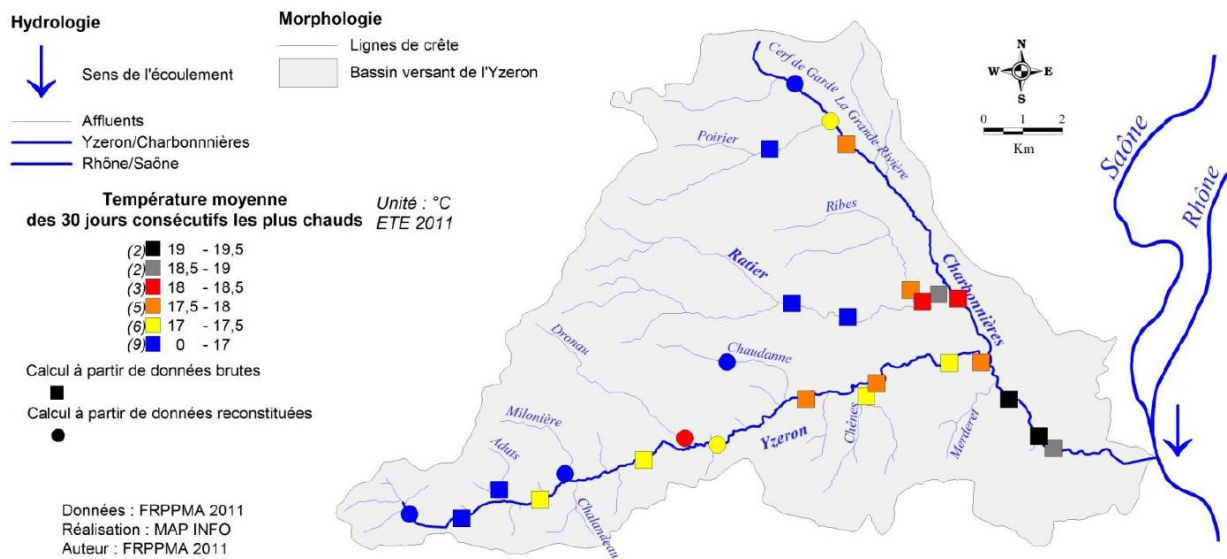 Hydrologie
Sens de l'écoulement
Affluents
Yzeron/Charbonnnières
Rhône/Saône
Morphologie
Lignes de crête
Bassin versant de l'Yzeron
Température moyenne
des 30 jours consécutifs les plus chauds
Unité : °C
ETE 2011
(2) 19 - 19,5
(2) 18,5 - 19
(3) 18 - 18,5
(5) 17,5 - 18
(6) 17 - 17,5
(9) 0 - 17
Calcul à partir de données brutes
Calcul à partir de données reconstituées
Données : FRPPMA 2011
Réalisation : MAP INFO
Auteur : FRPPMA 2011
N
W E
S
0 1 2
Km
Cerf de Garde
La Grande Rivière
Poirier
Ribes
Ratier
Charbonnières
Dronau
Chaudanne
Milonière
Aduts
Yzeron
Chênes
Merderet
Chalandeau
Saône
Rhône